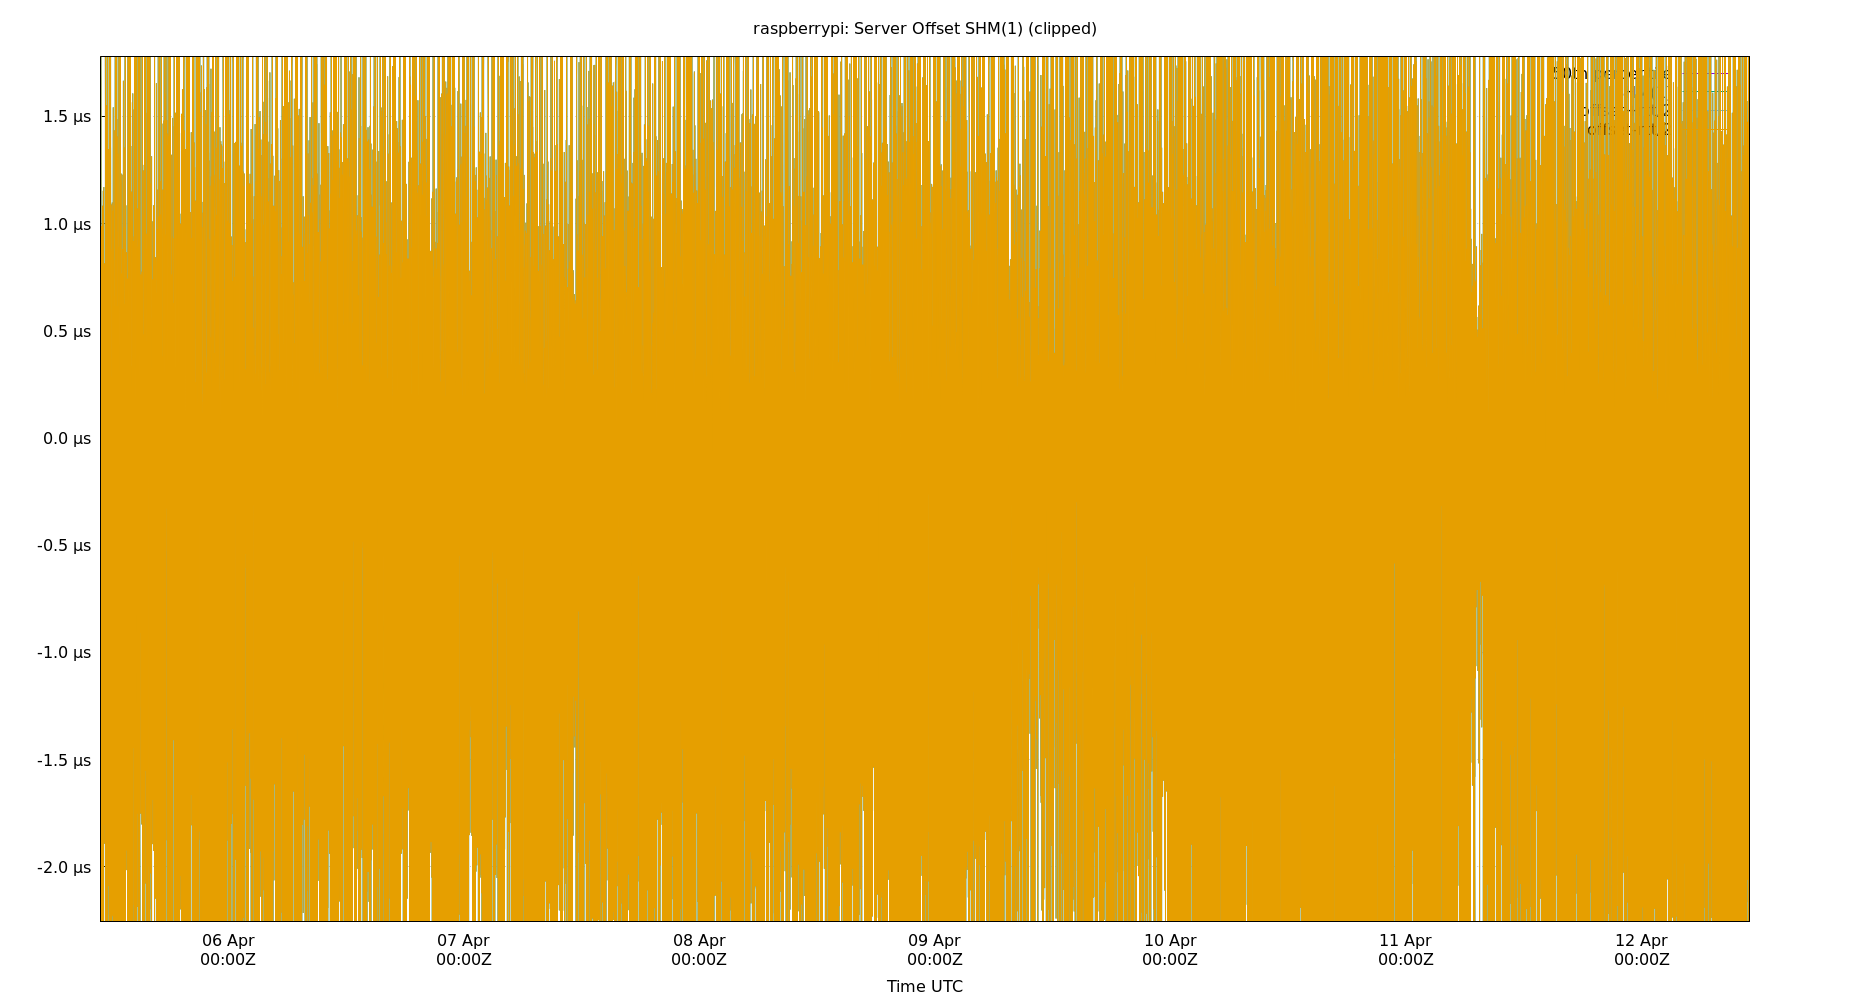 raspberrypi: Server Offset SHM(1) (clipped)
1.5 µs
1.0 µs
0.5 µs
0.0 µs
-0.5 µs
-1.0 µs
-1.5 µs
-2.0 µs
06 Apr
00:00Z
07 Apr
00:00Z
08 Apr
00:00Z
09 Apr
00:00Z
10 Apr
00:00Z
11 Apr
00:00Z
12 Apr
00:00Z
Time UTC